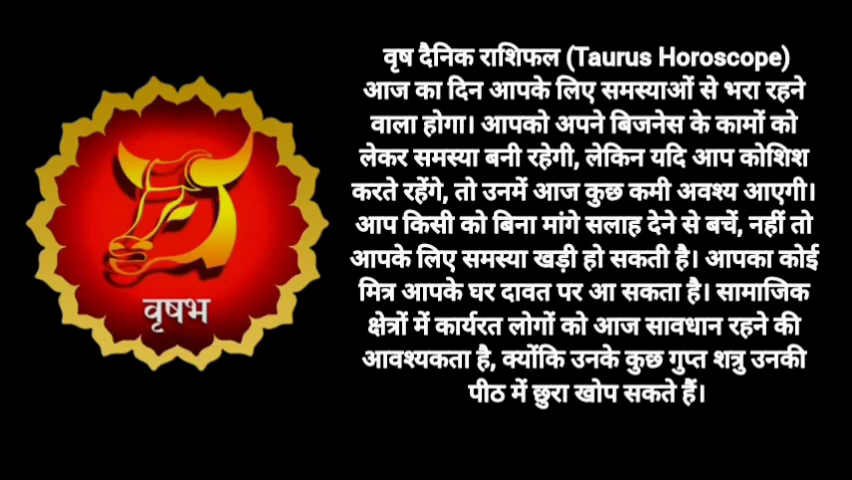 वृष दैनिक राशिफल (Taurus Horoscope)
आज का दिन आपके लिए समस्याओं से भरा रहने
वाला होगा। आपको अपने बिजनेस के कामों को
लेकर समस्या बनी रहेगी, लेकिन यदि आप कोशिश
करते रहेंगे, तो उनमें आज कुछ कमी अवश्य आएगी।
आप किसी को बिना मांगे सलाह देने से बचें, नहीं तो
आपके लिए समस्या खड़ी हो सकती है। आपका कोई
मित्र आपके घर दावत पर आ सकता है। सामाजिक
क्षेत्रों में कार्यरत लोगों को आज सावधान रहने की
आवश्यकता है, क्योंकि उनके कुछ गुप्त शत्रु उनकी
पीठ में छुरा खोप सकते हैं।
वृषभ